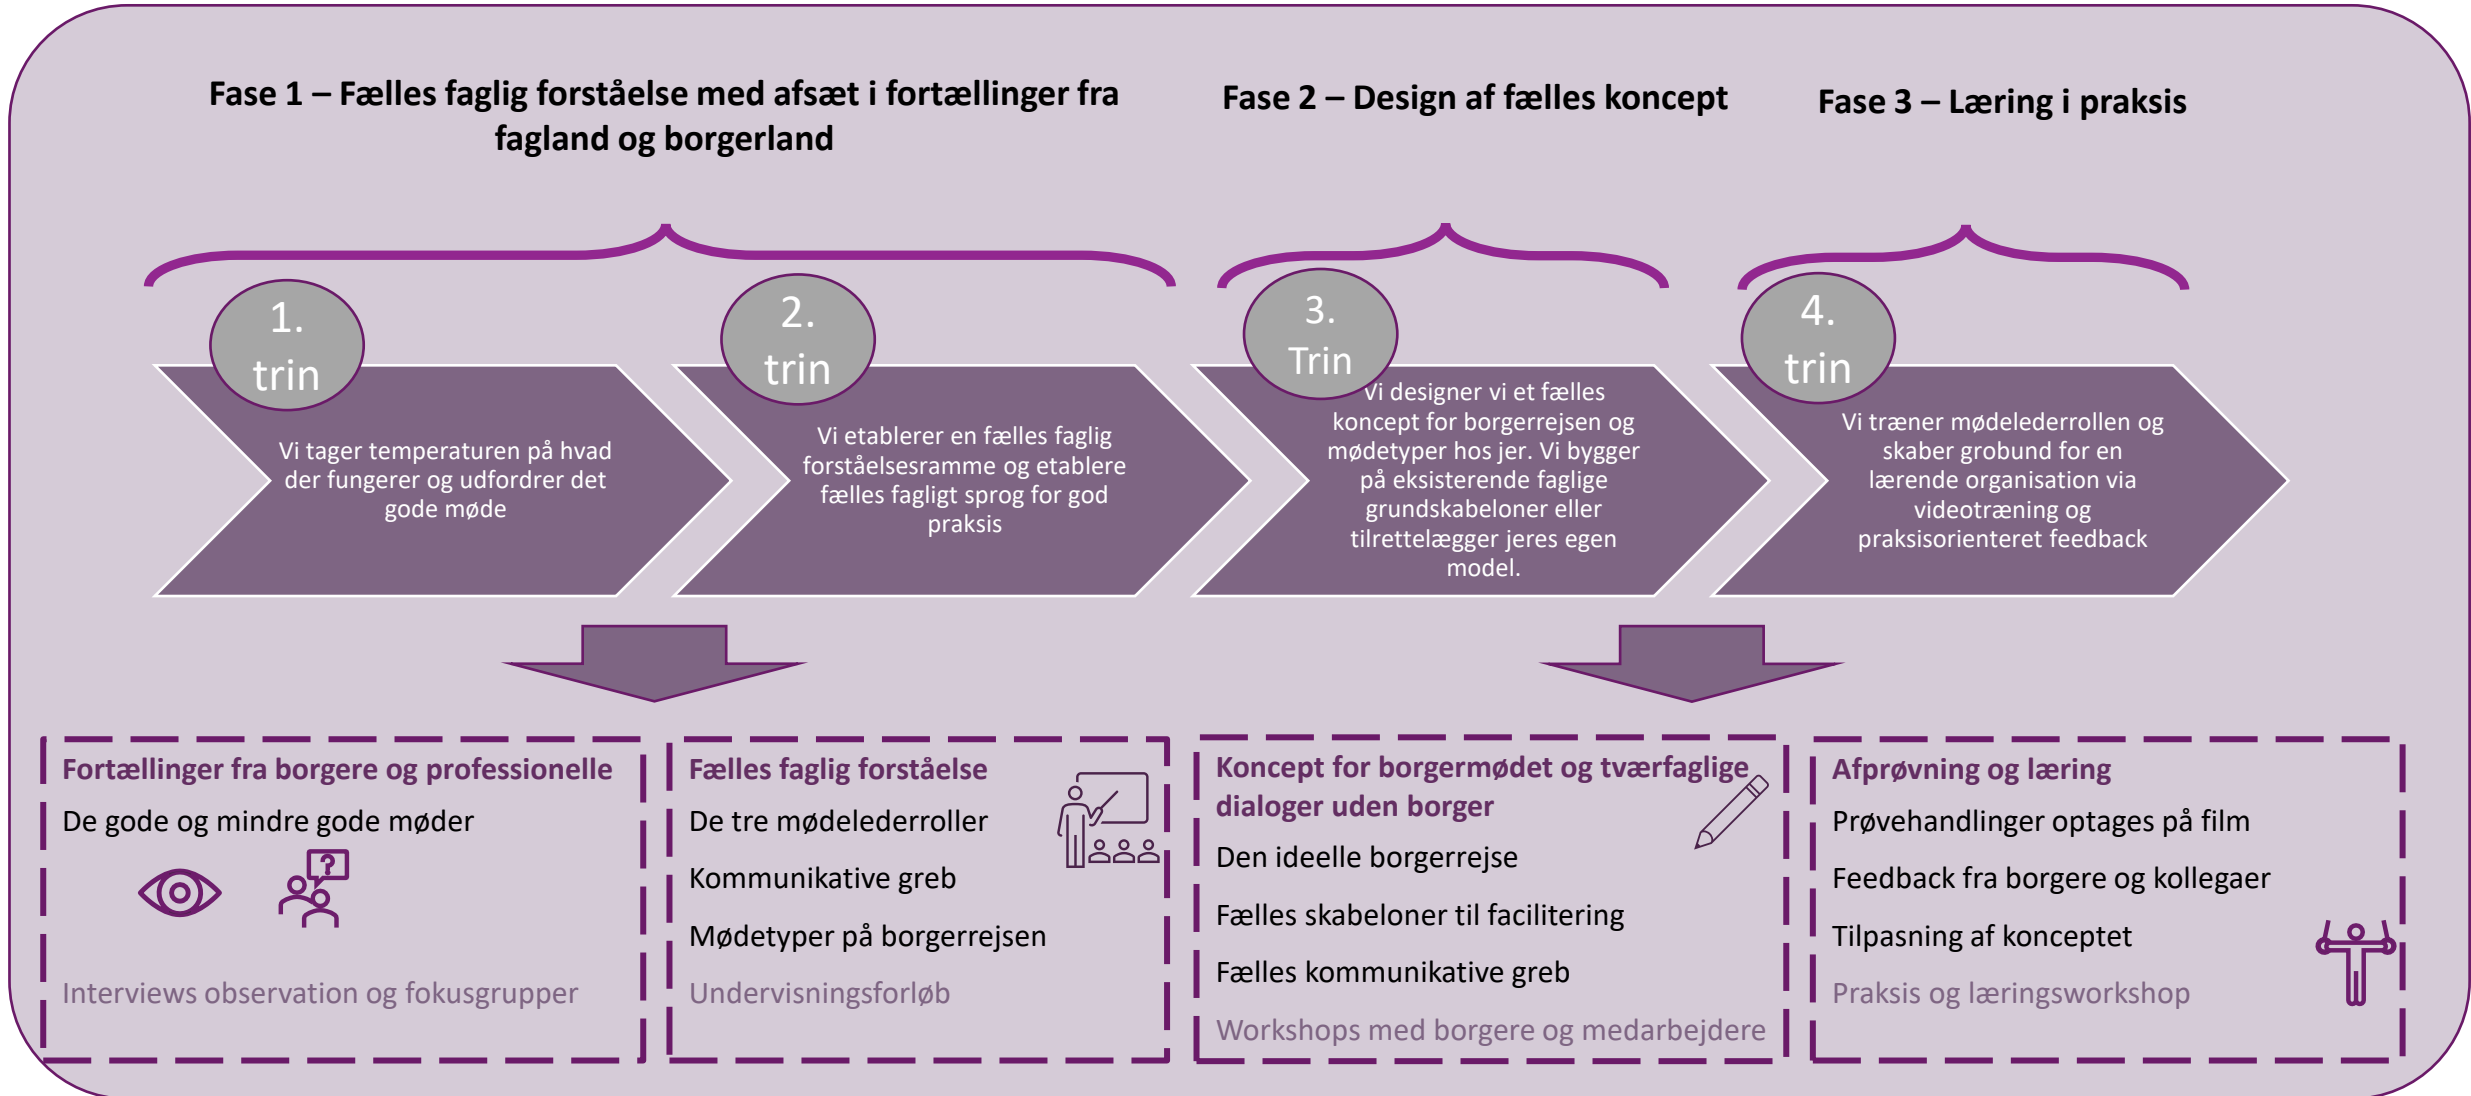 Fase 1 – Fælles faglig forståelse med afsæt i fortællinger fra
fagland og borgerland
Fase 2 – Design af fælles koncept
Fase 3 – Læring i praksis
1.
trin
Vi tager temperaturen på hvad
der fungerer og udfordrer det
gode møde
2.
trin
Vi etablerer en fælles faglig
forståelsesramme og etablere
fælles fagligt sprog for god
praksis
3.
Trin
Vi designer vi et fælles
koncept for borgerrejsen og
mødetyper hos jer. Vi bygger
på eksisterende faglige
grundskabeloner eller
tilrettelægger jeres egen
model.
4.
trin
Vi træner mødelederrollen og
skaber grobund for en
lærende organisation via
videotræning og
praksisorienteret feedback
Fortællinger fra borgere og professionelle
De gode og mindre gode møder
?
Interviews observation og fokusgrupper
Fælles faglig forståelse
De tre mødelederroller
Kommunikative greb
Mødetyper på borgerrejsen
Undervisningsforløb
Koncept for borgermødet og tværfaglige
dialoger uden borger
Den ideelle borgerrejse
Fælles skabeloner til facilitering
Fælles kommunikative greb
Workshops med borgere og medarbejdere
Afprøvning og læring
Prøvehandlinger optages på film
Feedback fra borgere og kollegaer
Tilpasning af konceptet
Praksis og læringsworkshop